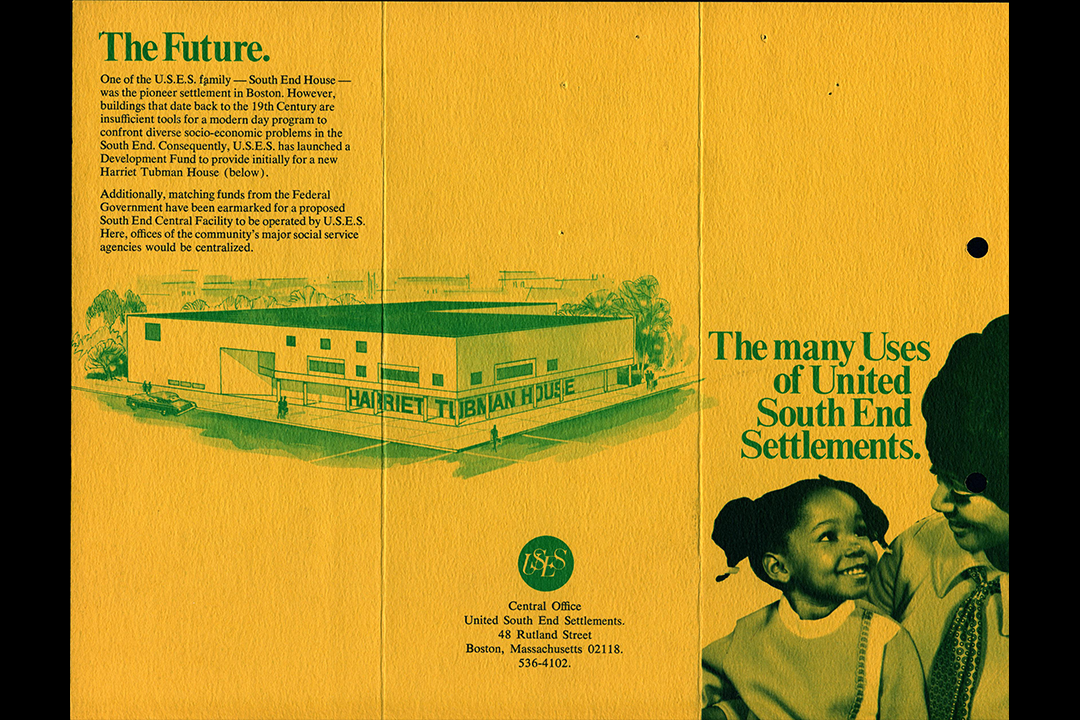 The Future.
One of the U.S.E.S. family — South End House —
was the pioneer settlement in Boston. However,
buildings that date back to the 19th Century are
insufficient tools for a modern day program to
confront diverse socio-economic problems in the
South End. Consequently, U.S.E.S. has launched a
Development Fund to provide initially for a new
Harriet Tubman House (below).
Additionally, matching funds from the Federal
Government have been earmarked for a proposed
South End Central Facility to be operated by U.S.E.S.
Here, offices of the community's major social service
agencies would be centralized.
HARRIET TUBMAN HOUSE
USES
Central Office
United South End Settlements.
48 Rutland Street
Boston, Massachusetts 02118.
536-4102.
The many Uses
of United
South End
Settlements.